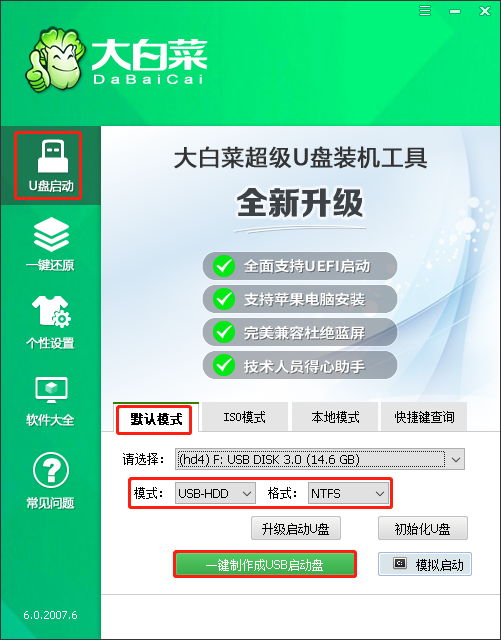 大白菜
DaBaiCai
U盘启动
一键还原
个性设置
软件大全
常见问题
6.0.2007.6
大白菜超级U盘装机工具
全新升级
全面支持UEFI启动
支持苹果电脑安装
完美兼容杜绝蓝屏
技术人员得心助手
默认模式 ISO模式 本地模式 快捷键查询
请选择： (hd4) F: USB DISK 3.0 (14.6 GB)
模式： USB-HDD 格式： NTFS
升级启动U盘 初始化U盘
一键制作成USB启动盘 模拟启动